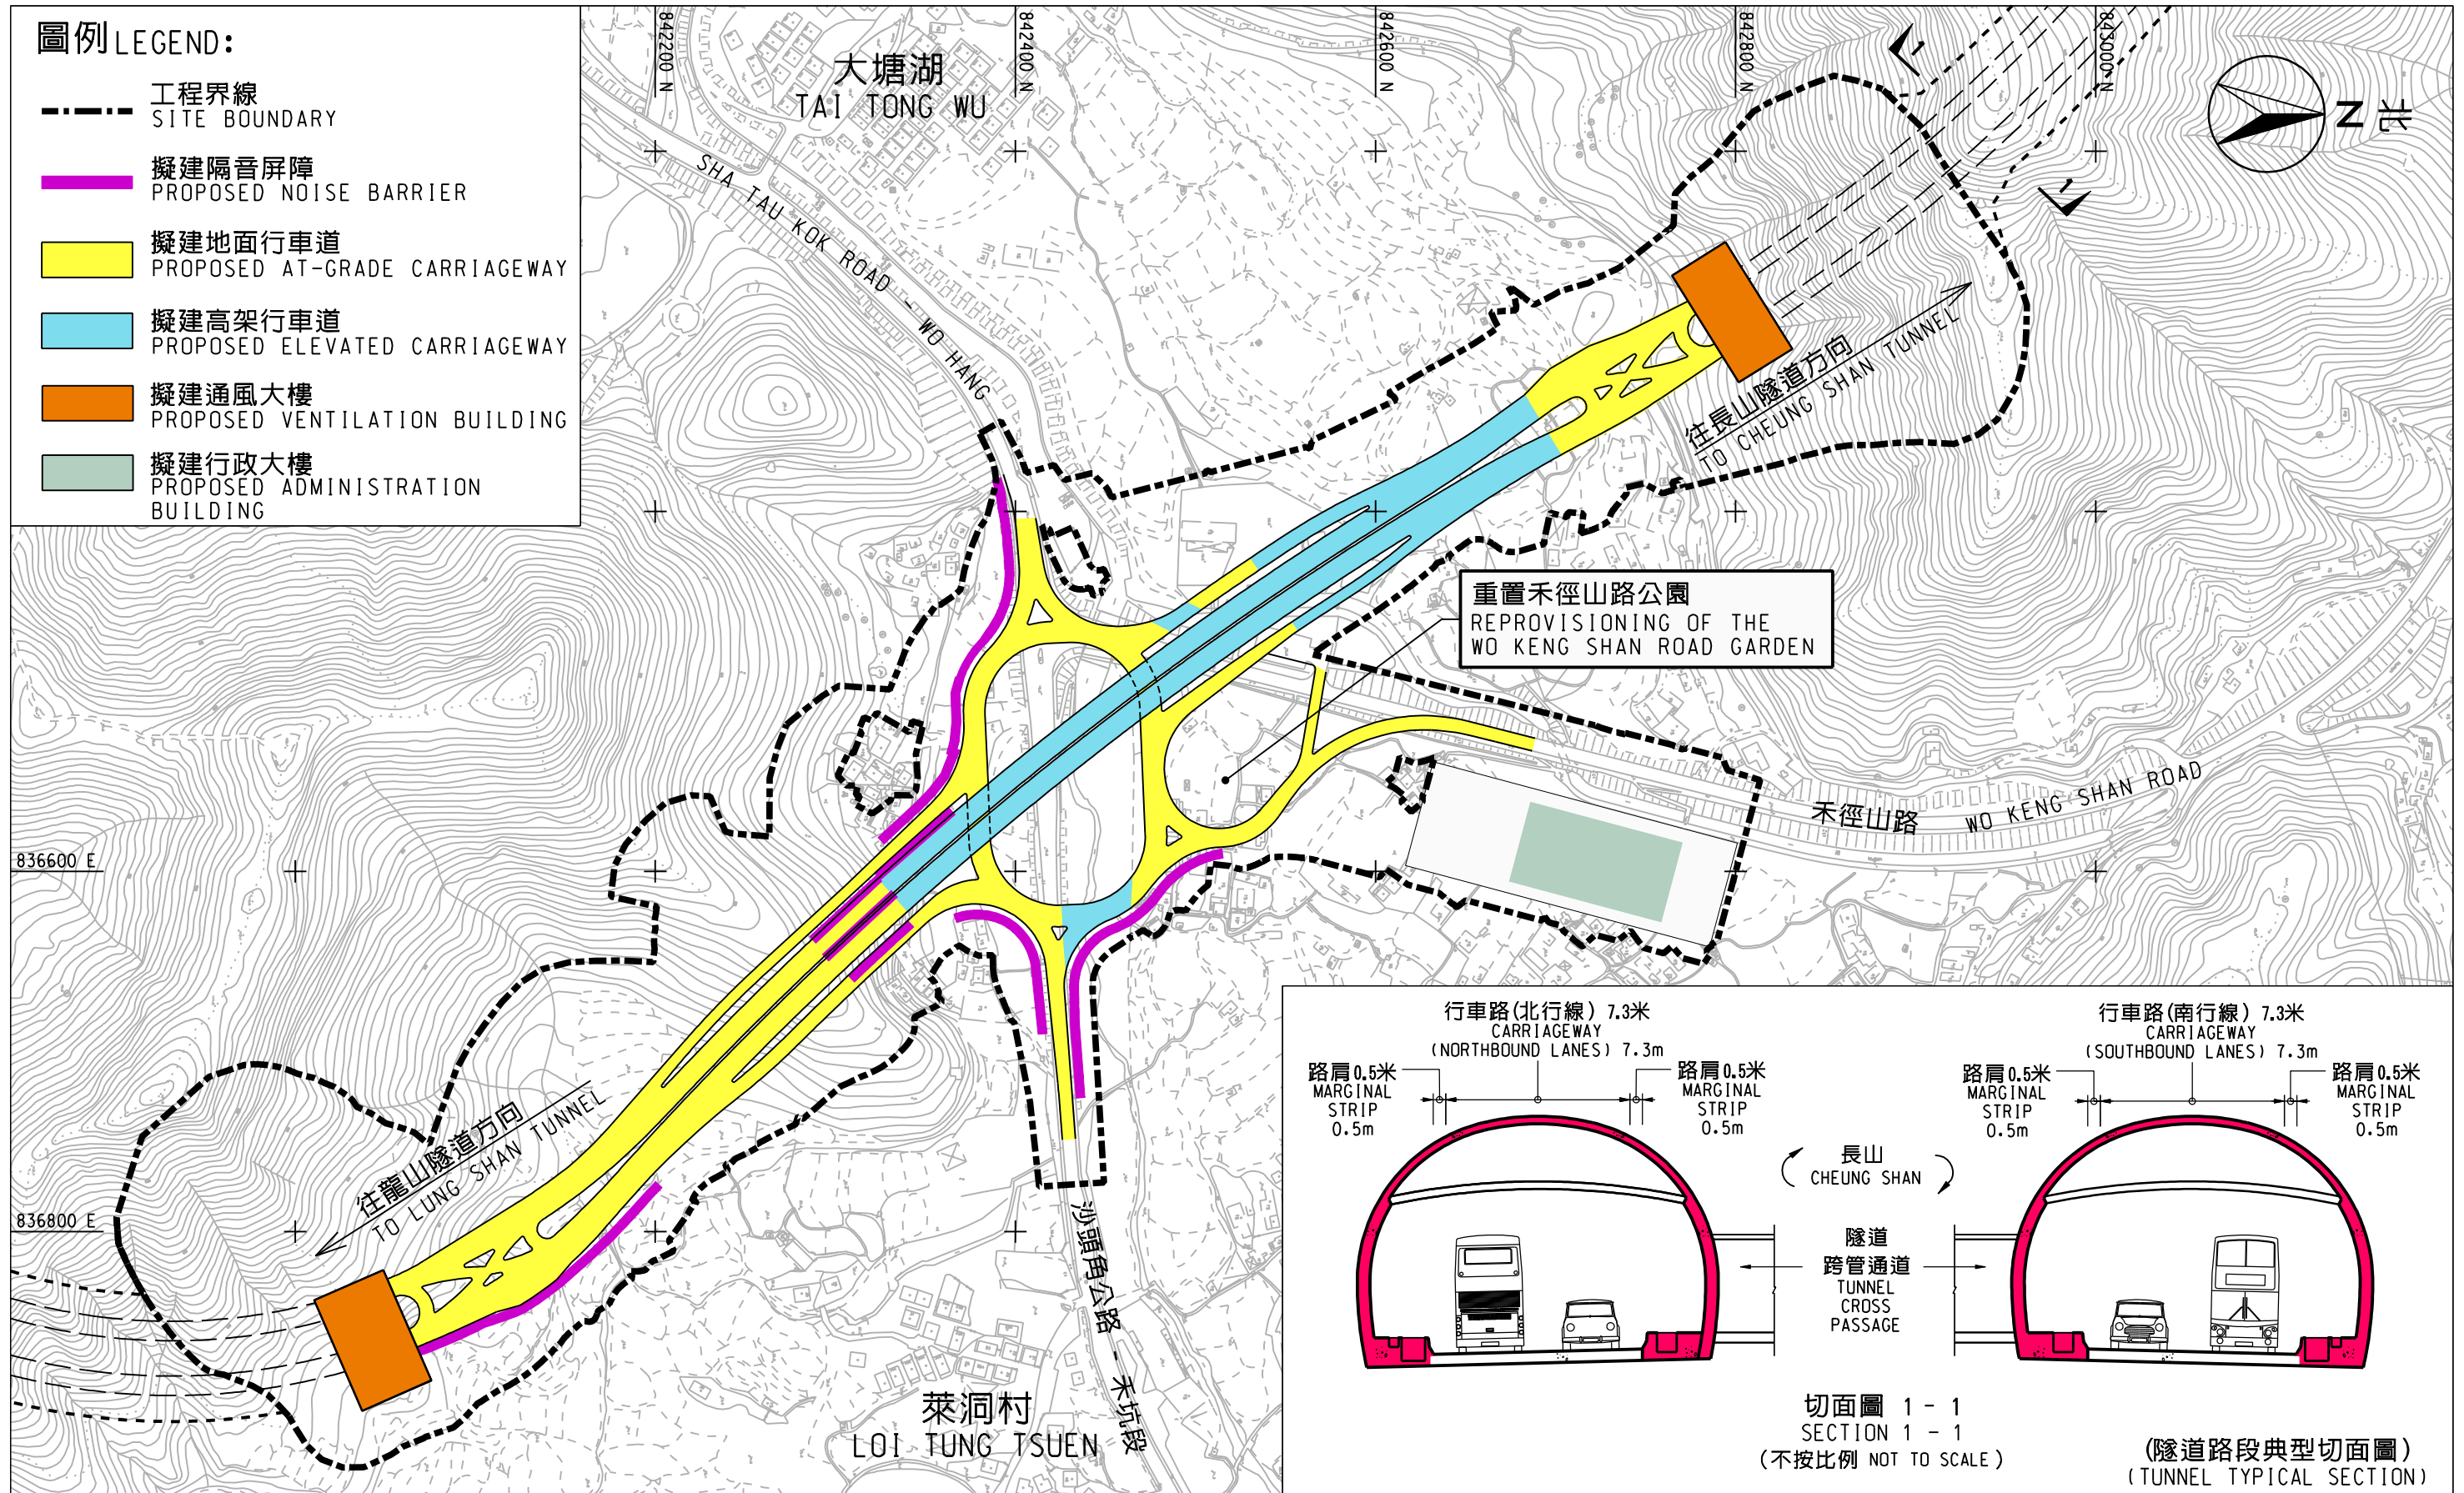 圖例 LEGEND:
工程界線
SITE BOUNDARY
擬建隔音屏障
PROPOSED NOISE BARRIER
擬建地面行車道
PROPOSED AT-GRADE CARRIAGEWAY
擬建高架行車道
PROPOSED ELEVATED CARRIAGEWAY
擬建通風大樓
PROPOSED VENTILATION BUILDING
擬建行政大樓
PROPOSED ADMINISTRATION
BUILDING
842200 N
842400 N
842600 N
842800 N
843000 N
大塘湖
TAI TONG WU
SHA TAU KOK ROAD - WO HANG
1
1
N 北
往長山隧道方向
TO CHEUNG SHAN TUNNEL
重置禾徑山路公園
REPROVISIONING OF THE
WO KENG SHAN ROAD GARDEN
禾徑山路 WO KENG SHAN ROAD
836600 E
836800 E
往龍山隧道方向
TO LUNG SHAN TUNNEL
沙頭角公路 - 禾坑段
萊洞村
LOI TUNG TSUEN
行車路(北行線) 7.3米
CARRIAGEWAY
(NORTHBOUND LANES) 7.3m
路肩0.5米
MARGINAL
STRIP
0.5m
路肩0.5米
MARGINAL
STRIP
0.5m
行車路(南行線) 7.3米
CARRIAGEWAY
(SOUTHBOUND LANES) 7.3m
路肩0.5米
MARGINAL
STRIP
0.5m
路肩0.5米
MARGINAL
STRIP
0.5m
長山
CHEUNG SHAN
隧道
跨管通道
TUNNEL
CROSS
PASSAGE
切面圖 1 - 1
SECTION 1 - 1
(不按比例 NOT TO SCALE)
(隧道路段典型切面圖)
(TUNNEL TYPICAL SECTION)